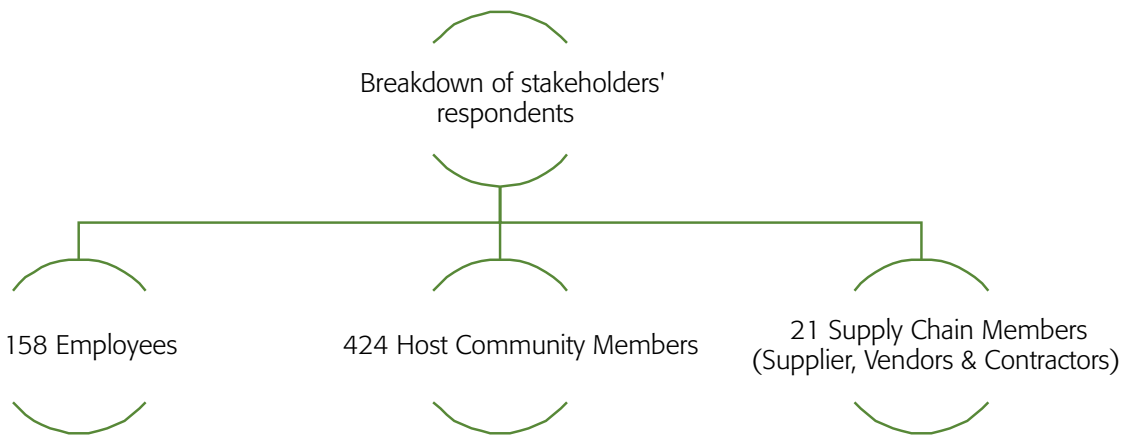 Breakdown of stakeholders'
respondents
158 Employees
424 Host Community Members
21 Supply Chain Members
(Supplier, Vendors & Contractors)